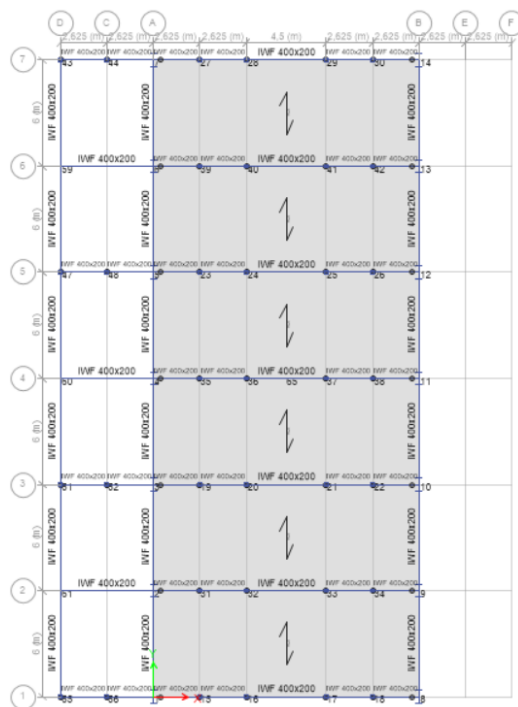 D C A B E F
2,625 (m) 2,625 (m) 2,625 (m) 2,625 (m) 4,5 (m) 2,625 (m) 2,625 (m) 2,625 (m) 2,625 (m)
IWF 400x200 IWF 400x200 IWF 400x200 IWF 400x200 IWF 400x200 IWF 400x200 IWF 400x200
7 43 44 27 28 29 30 14
6 (m) IWF 400x200 IWF 400x200 IWF 400x200
IWF 400x200 IWF 400x200 IWF 400x200 IWF 400x200 IWF 400x200 IWF 400x200
6 59 39 40 41 42 13
6 (m) IWF 400x200 IWF 400x200 IWF 400x200
IWF 400x200 IWF 400x200 IWF 400x200 IWF 400x200 IWF 400x200 IWF 400x200 IWF 400x200
5 47 48 23 24 25 26 12
6 (m) IWF 400x200 IWF 400x200 IWF 400x200
IWF 400x200 IWF 400x200 IWF 400x200 IWF 400x200 IWF 400x200 IWF 400x200
4 60 35 36 65 37 38 11
6 (m) IWF 400x200 IWF 400x200 IWF 400x200
IWF 400x200 IWF 400x200 IWF 400x200 IWF 400x200 IWF 400x200 IWF 400x200 IWF 400x200
3 19 20 21 22 10
6 (m) IWF 400x200 IWF 400x200 IWF 400x200
IWF 400x200 IWF 400x200 IWF 400x200 IWF 400x200 IWF 400x200 IWF 400x200
2 61 31 32 33 34 9
6 (m) IWF 400x200 IWF 400x200 IWF 400x200
IWF 400x200 IWF 400x200 IWF 400x200 IWF 400x200 IWF 400x200 IWF 400x200 IWF 400x200
1 16 17 18 8